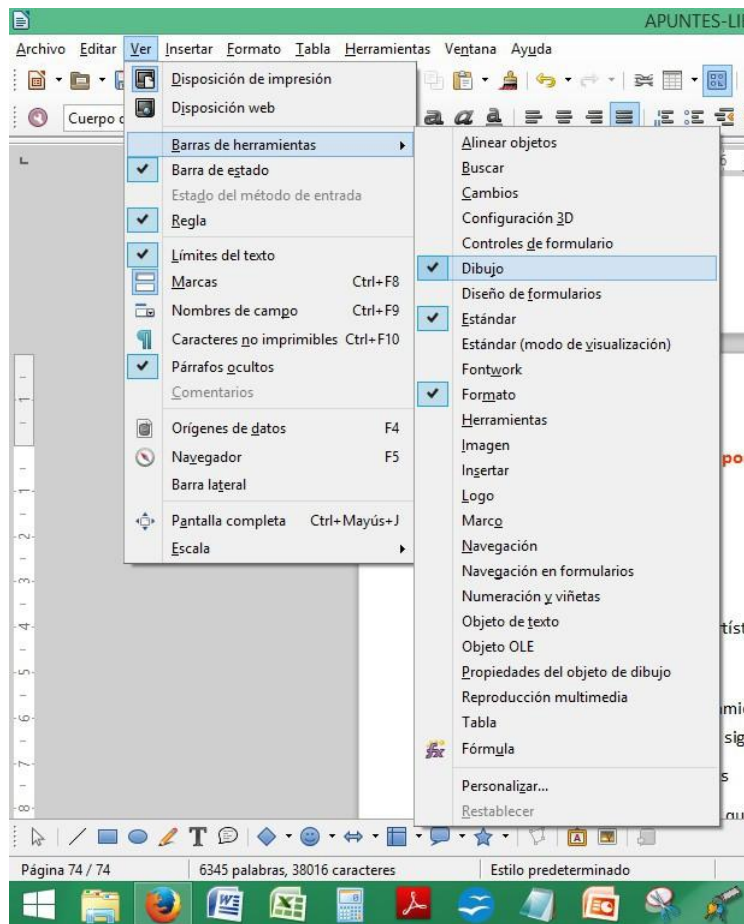 APUNTES-LI
Archivo Editar Ver Insertar Formato Tabla Herramientas Ventana Ayuda
Cuerpo
Disposición de impresión
Disposición web
Barras de herramientas
Barra de estado
Estado del método de entrada
Regla
Límites del texto
Marcas Ctrl+F8
Nombres de campo Ctrl+F9
Caracteres no imprimibles Ctrl+F10
Párrafos ocultos
Comentarios
Orígenes de datos F4
Navegador F5
Barra lateral
Pantalla completa Ctrl+Mayús+J
Escala
Alinear objetos
Buscar
Cambios
Configuración 3D
Controles de formulario
Dibujo
Diseño de formularios
Estándar
Estándar (modo de visualización)
Fontwork
Formato
Herramientas
Imagen
Insertar
Logo
Marco
Navegación
Navegación en formularios
Numeración y viñetas
Objeto de texto
Objeto OLE
Propiedades del objeto de dibujo
Reproducción multimedia
Tabla
Fórmula
Personalizar...
Restablecer
po
tíst
sig
Página 74 / 74 6345 palabras, 38016 caracteres Estilo predeterminado